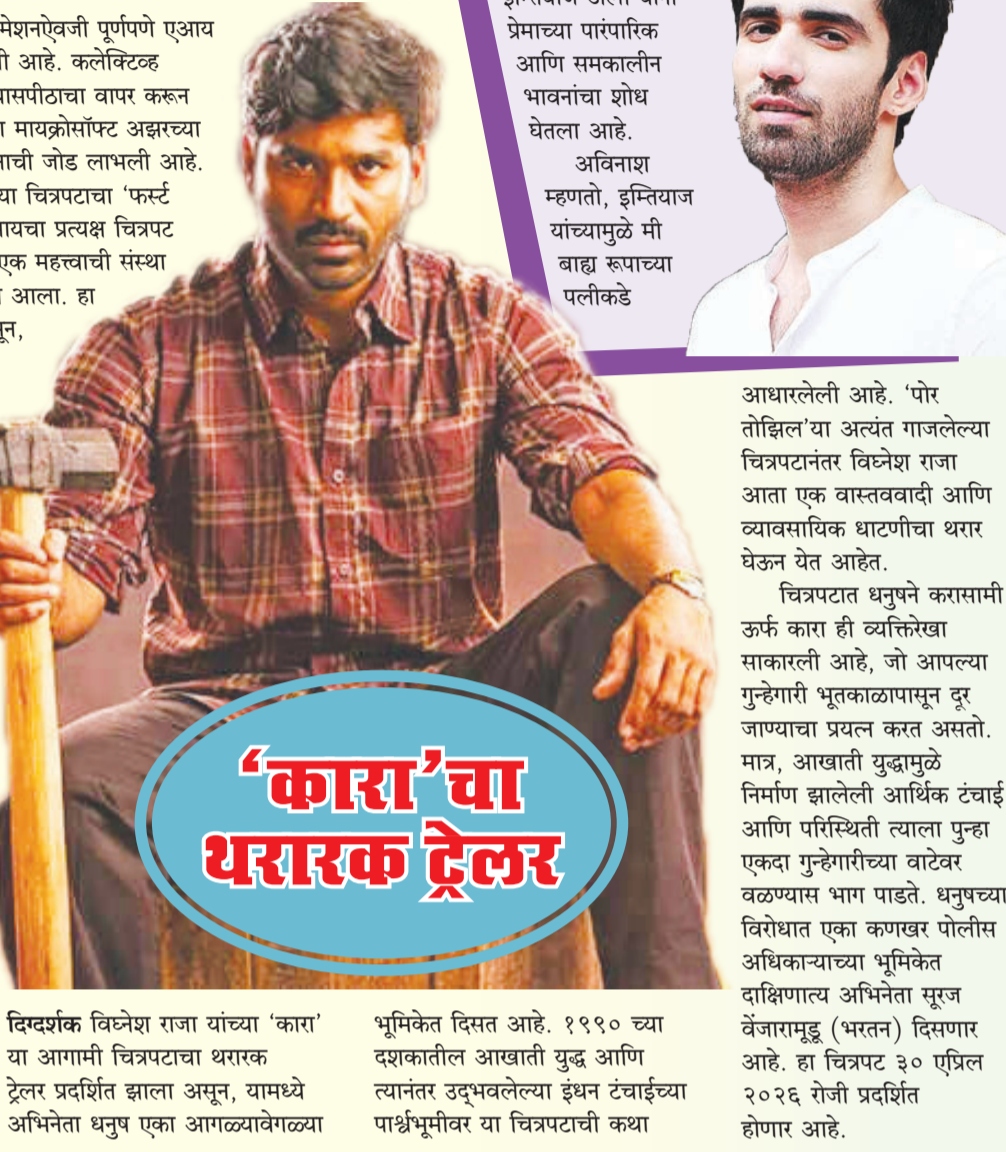 मेशनऐवजी पूर्णपणे एआय
ी आहे. कलेक्टिव्ह
यासपीठाचा वापर करून
ा मायक्रोसॉफ्ट अझरच्या
नाची जोड लाभली आहे.
या चित्रपटाचा ‘फर्स्ट
ायचा प्रत्यक्ष चित्रपट
एक महत्त्वाची संस्था
आला. हा
प्रेमाच्या पारंपारिक
आणि समकालीन
भावनांचा शोध
घेतला आहे.
अविनाश
म्हणतो, इम्तियाज
यांच्यामुळे मी
बाह्य रूपाच्या
पलीकडे
‘कारा’चा
थरारक ट्रेलर
दिग्दर्शक विघ्नेश राजा यांच्या ‘कारा’
या आगामी चित्रपटाचा थरारक
ट्रेलर प्रदर्शित झाला असून, यामध्ये
अभिनेता धनुष एका आगळ्यावेगळ्या
भूमिकेत दिसत आहे. १९९० च्या
दशकातील आखाती युद्ध आणि
त्यानंतर उद्‌भवलेल्या इंधन टंचाईच्या
पार्श्वभूमीवर या चित्रपटाची कथा
आधारलेली आहे. ‘पोर
तोझिल’या अत्यंत गाजलेल्या
चित्रपटानंतर विघ्नेश राजा
आता एक वास्तववादी आणि
व्यावसायिक धाटणीचा थरार
घेऊन येत आहेत.
चित्रपटात धनुषने करासामी
ऊर्फ कारा ही व्यक्तिरेखा
साकारली आहे, जो आपल्या
गुन्हेगारी भूतकाळापासून दूर
जाण्याचा प्रयत्न करत असतो.
मात्र, आखाती युद्धामुळे
निर्माण झालेली आर्थिक टंचाई
आणि परिस्थिती त्याला पुन्हा
एकदा गुन्हेगारीच्या वाटेवर
वळण्यास भाग पाडते. धनुषच्या
विरोधात एका कणखर पोलीस
अधिकाऱ्याच्या भूमिकेत
दाक्षिणात्य अभिनेता सूरज
वेंजारामूडू (भरतन) दिसणार
आहे. हा चित्रपट ३० एप्रिल
२०२६ रोजी प्रदर्शित
होणार आहे.